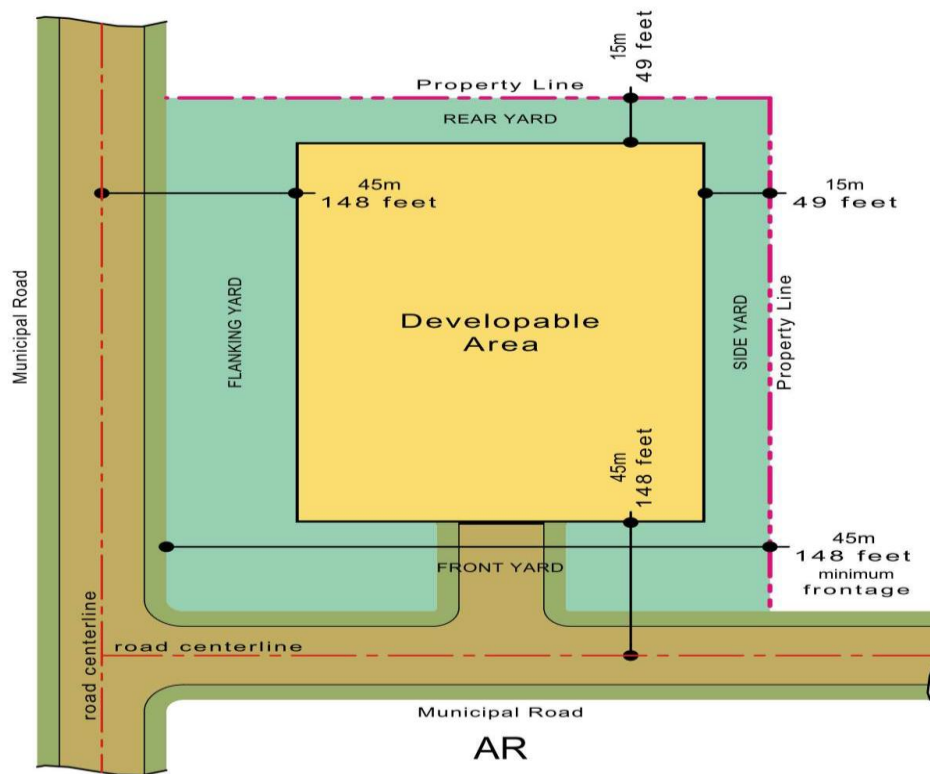 15m
49 feet
Property Line
REAR YARD
45m
148 feet
15m
49 feet
Municipal Road
FLANKING YARD
Developable
Area
SIDE YARD
Property Line
45m
148 feet
45m
148 feet
minimum
frontage
FRONT YARD
road centerline
road centerline
Municipal Road
AR